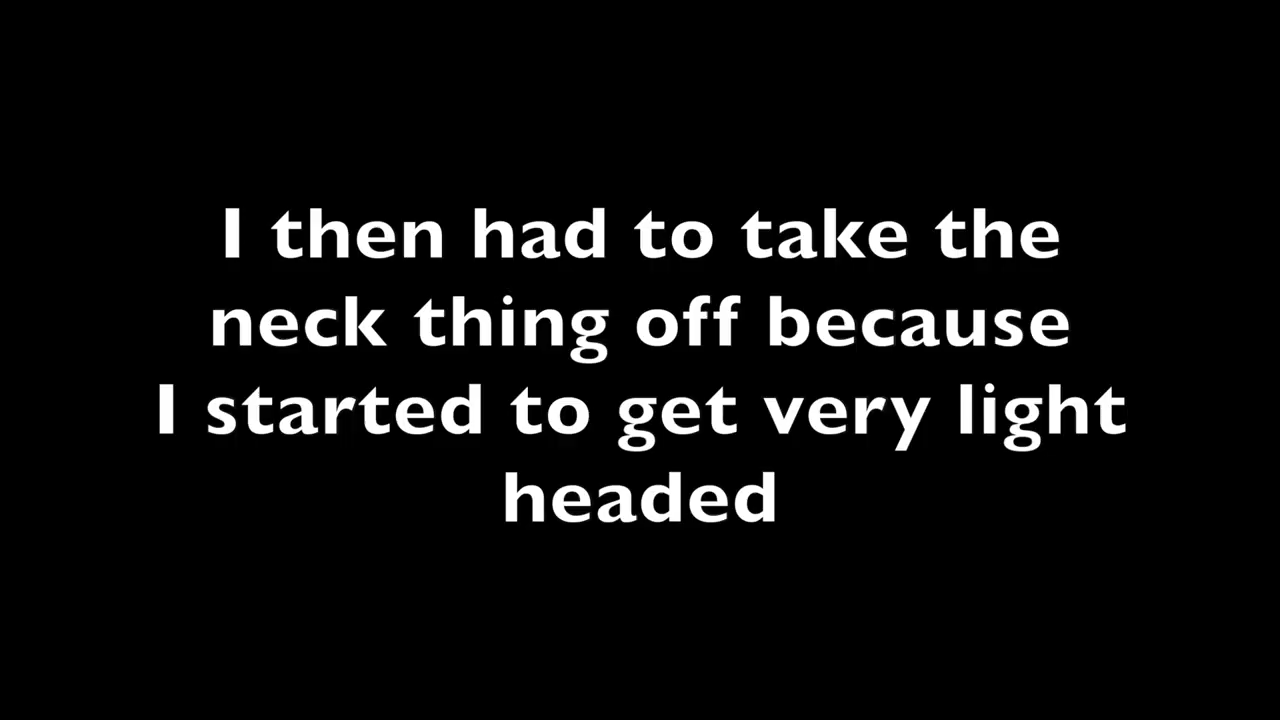 I then had to take the
neck thing off because
I started to get very light
headed